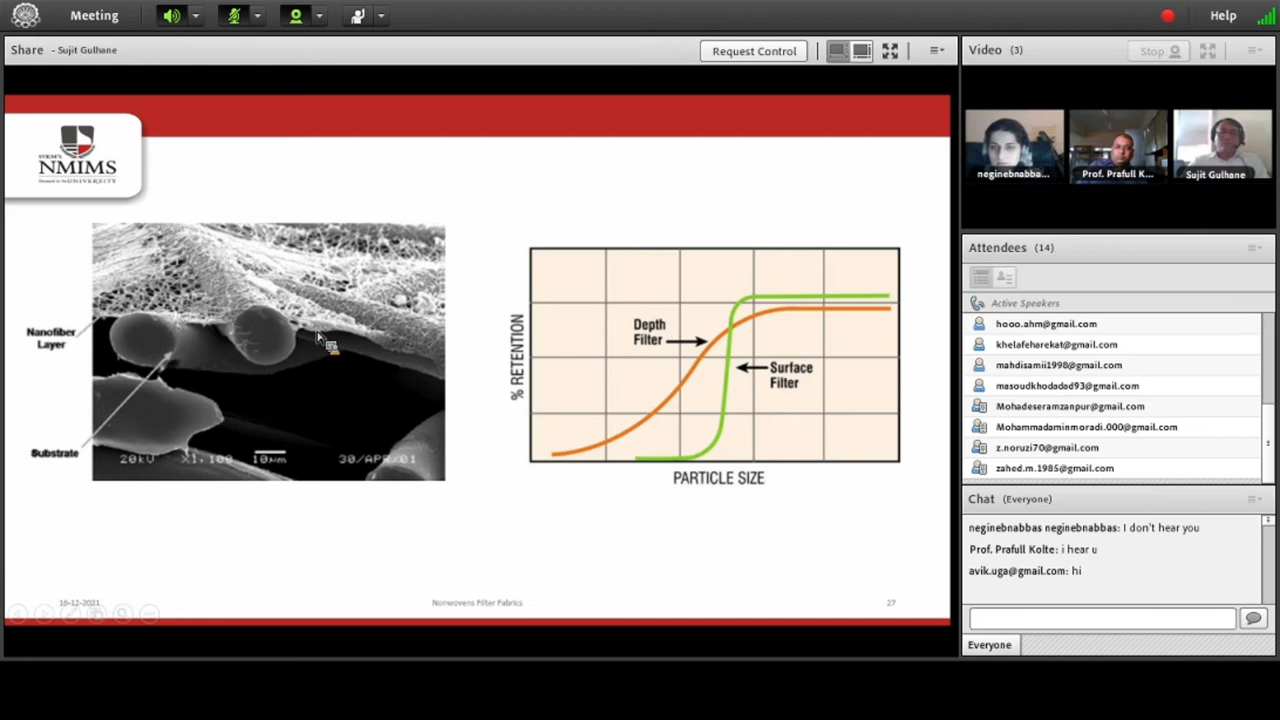 Meeting
Help
Share - Sujit Gulhane
Request Control
Video (3)
Stop
NMIMS
neginebnabba...
Prof. Prafull K...
Sujit Gulhane
Attendees (14)
Active Speakers
hooo.ahm@gmail.com
khelafeharekat@gmail.com
mahdisamii1998@gmail.com
masoudkhodadad93@gmail.com
Mohadeseramzanpur@gmail.com
Mohammadaminmoradi.000@gmail.com
z.noruzi70@gmail.com
zahed.m.1985@gmail.com
Nanofiber
Layer
Substrate
20kU X1,100 10µm 30/APR/01
% RETENTION
Depth
Filter
Surface
Filter
PARTICLE SIZE
Chat (Everyone)
neginebnabbas neginebnabbas: I don't hear you
Prof. Prafull Kolte: i hear u
avik.uga@gmail.com: hi
16-12-2021
Nonwovens Filter Fabrics
27
Everyone